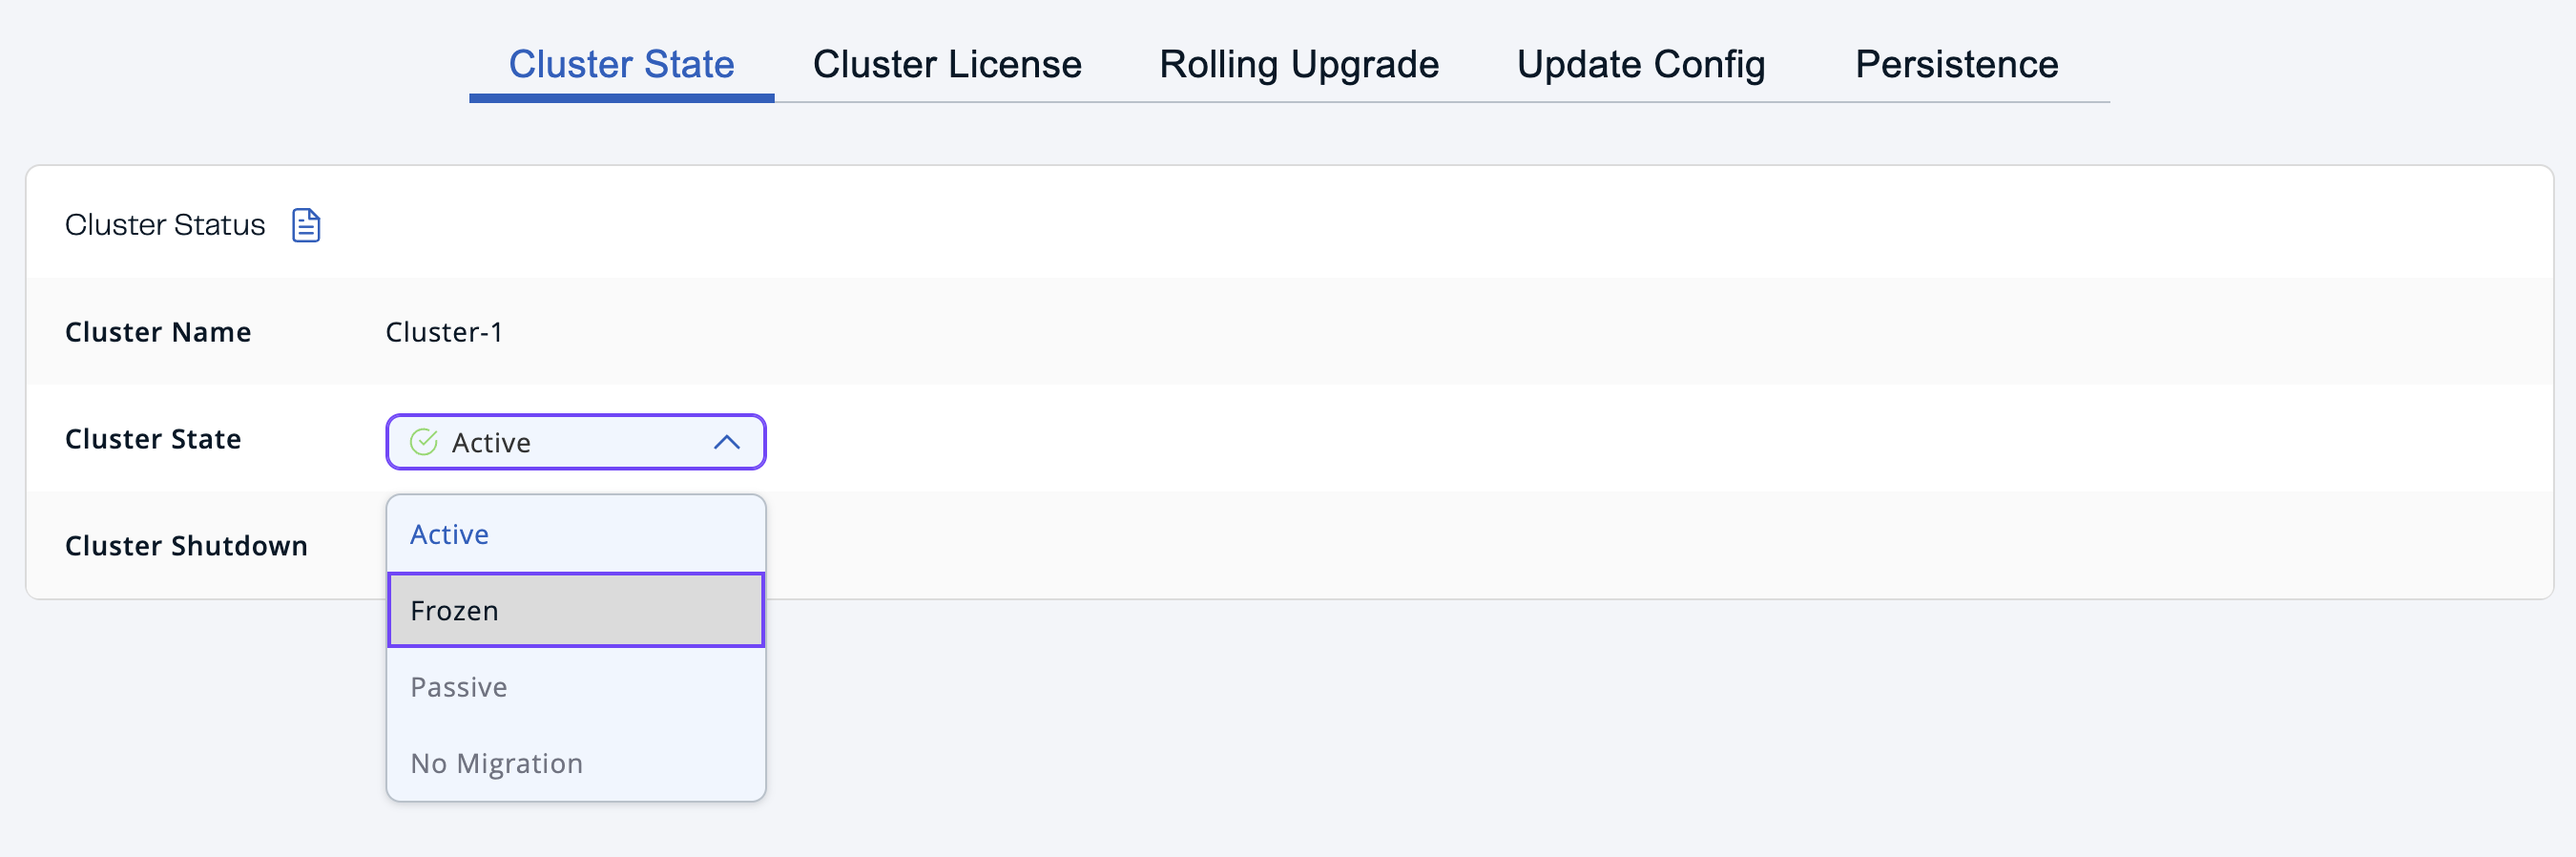 Cluster State Cluster License Rolling Upgrade Update Config Persistence
Cluster Status
Cluster Name Cluster-1
Cluster State Active
Cluster Shutdown
Active
Frozen
Passive
No Migration